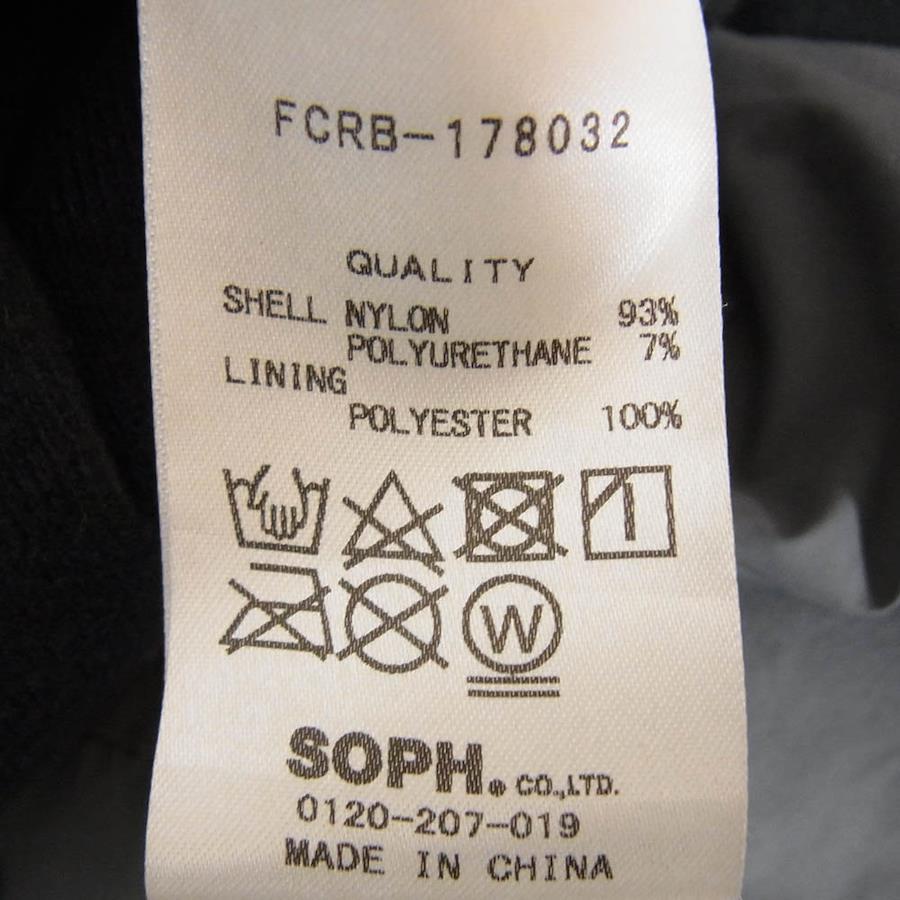 FCRB-178032
QUALITY
SHELL NYLON 93%
POLYURETHANE 7%
LINING
POLYESTER 100%
W
SOPH® CO.,LTD.
0120-207-019
MADE IN CHINA